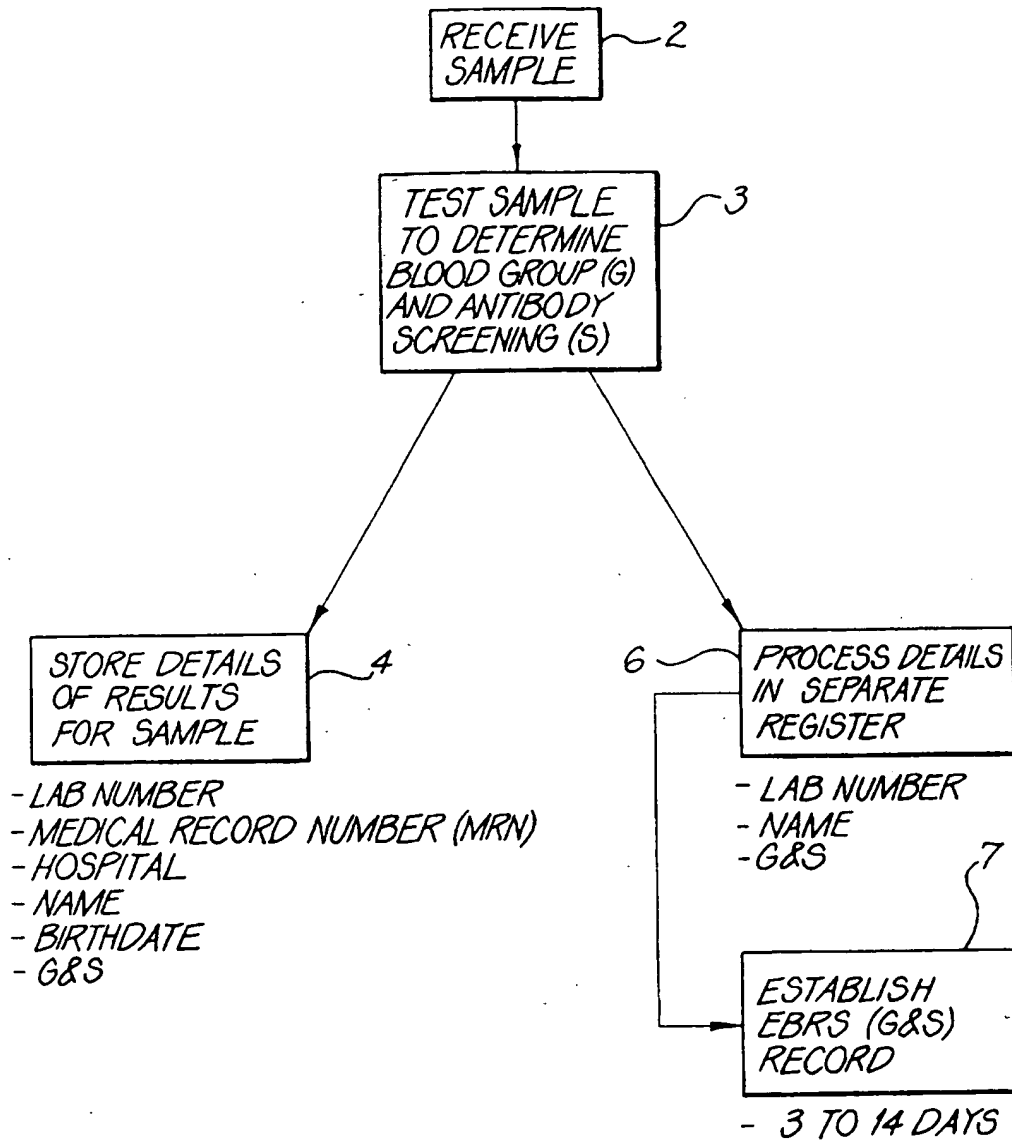 RECEIVE
SAMPLE
2
TEST SAMPLE
TO DETERMINE
BLOOD GROUP (G)
AND ANTIBODY
SCREENING (S)
3
STORE DETAILS
OF RESULTS
FOR SAMPLE
4
- LAB NUMBER
- MEDICAL RECORD NUMBER (MRN)
- HOSPITAL
- NAME
- BIRTHDATE
- G&S
6
PROCESS DETAILS
IN SEPARATE
REGISTER
- LAB NUMBER
- NAME
- G&S
7
ESTABLISH
EBRS (G&S)
RECORD
- 3 TO 14 DAYS